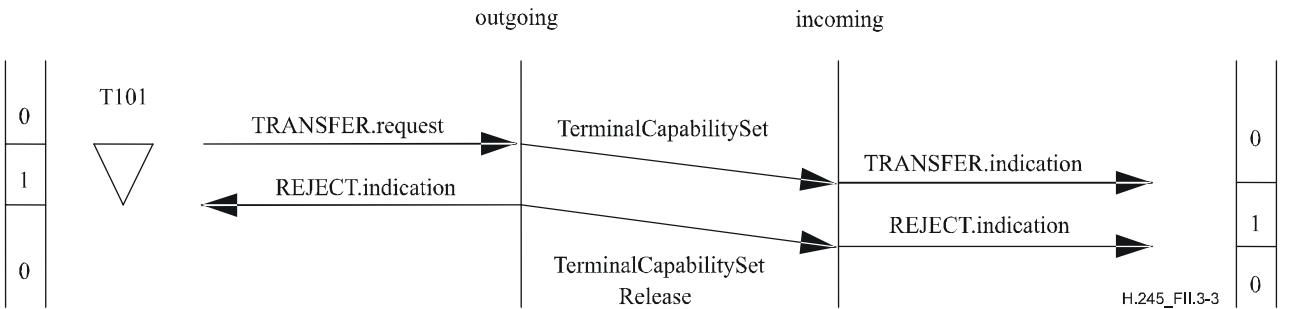 outgoing
incoming
T101
0
TRANSFER.request
TerminalCapabilitySet
0
TRANSFER.indication
1
REJECT.indication
REJECT.indication
1
TerminalCapabilitySet
Release
0
0
H.245_FII.3-3